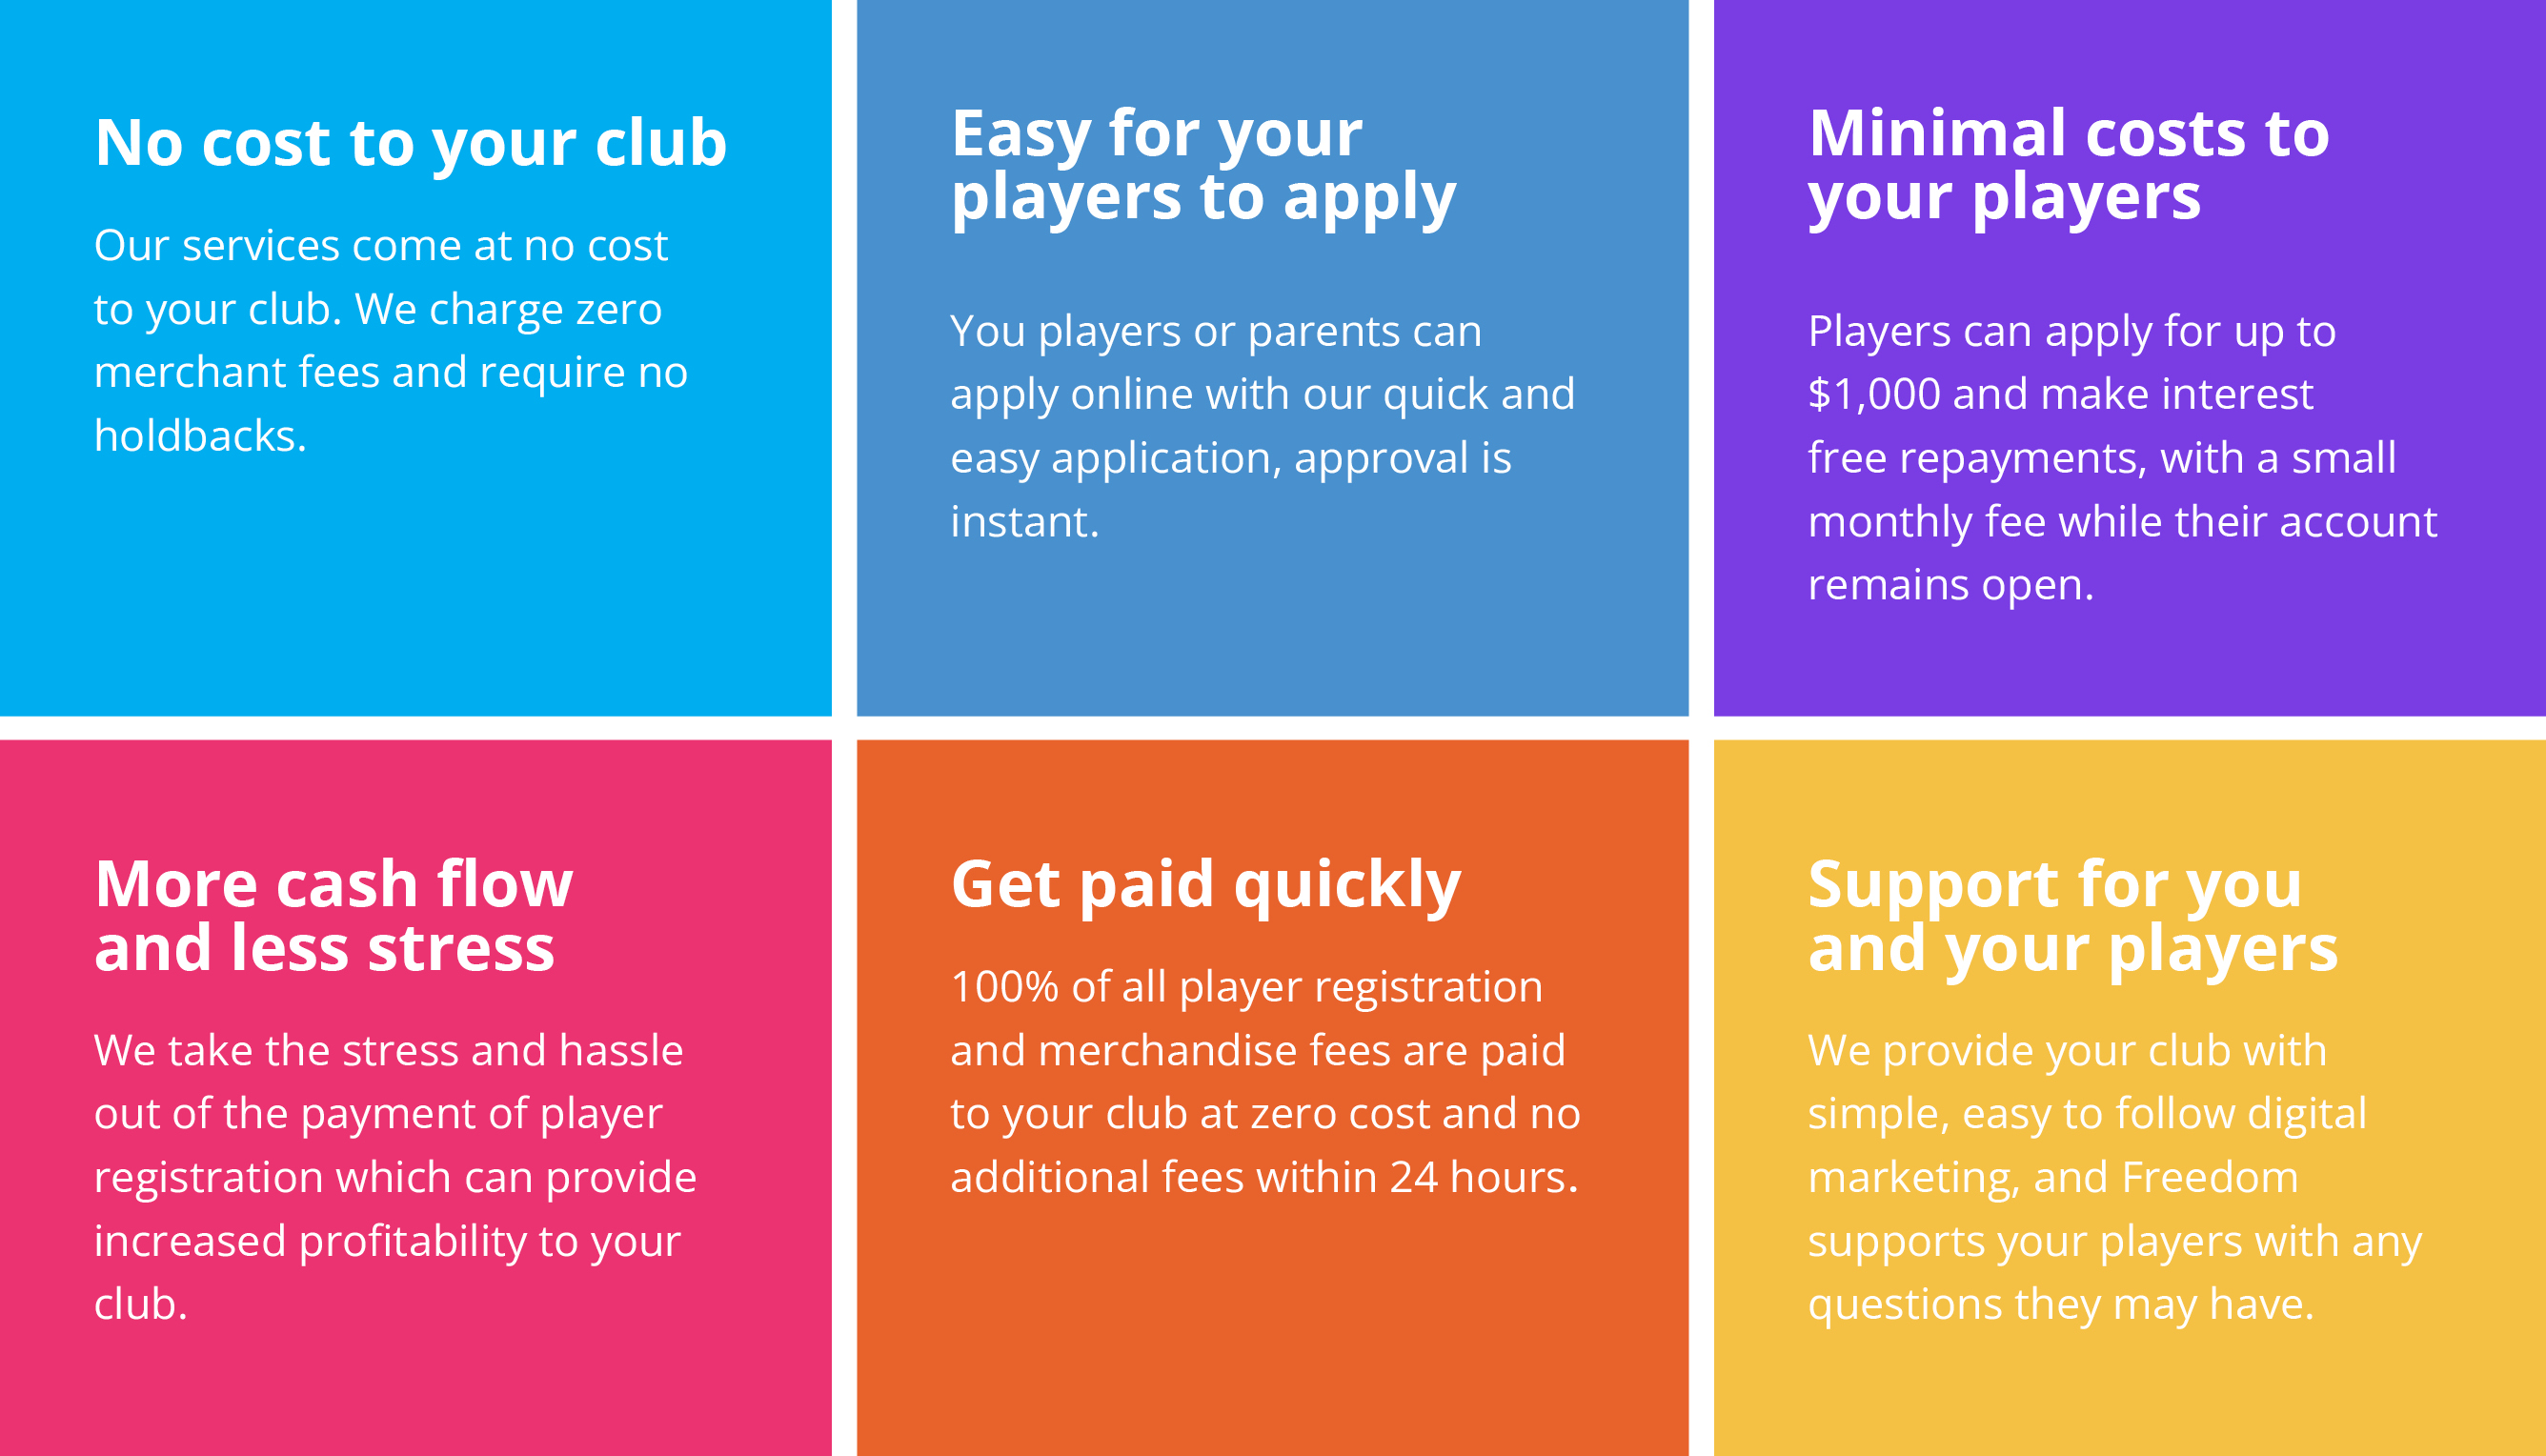 No cost to your club
Our services come at no cost
to your club. We charge zero
merchant fees and require no
holdbacks.
Easy for your
players to apply
You players or parents can
apply online with our quick and
easy application, approval is
instant.
Minimal costs to
your players
Players can apply for up to
$1,000 and make interest
free repayments, with a small
monthly fee while their account
remains open.
More cash flow
and less stress
We take the stress and hassle
out of the payment of player
registration which can provide
increased profitability to your
club.
Get paid quickly
100% of all player registration
and merchandise fees are paid
to your club at zero cost and no
additional fees within 24 hours.
Support for you
and your players
We provide your club with
simple, easy to follow digital
marketing, and Freedom
supports your players with any
questions they may have.